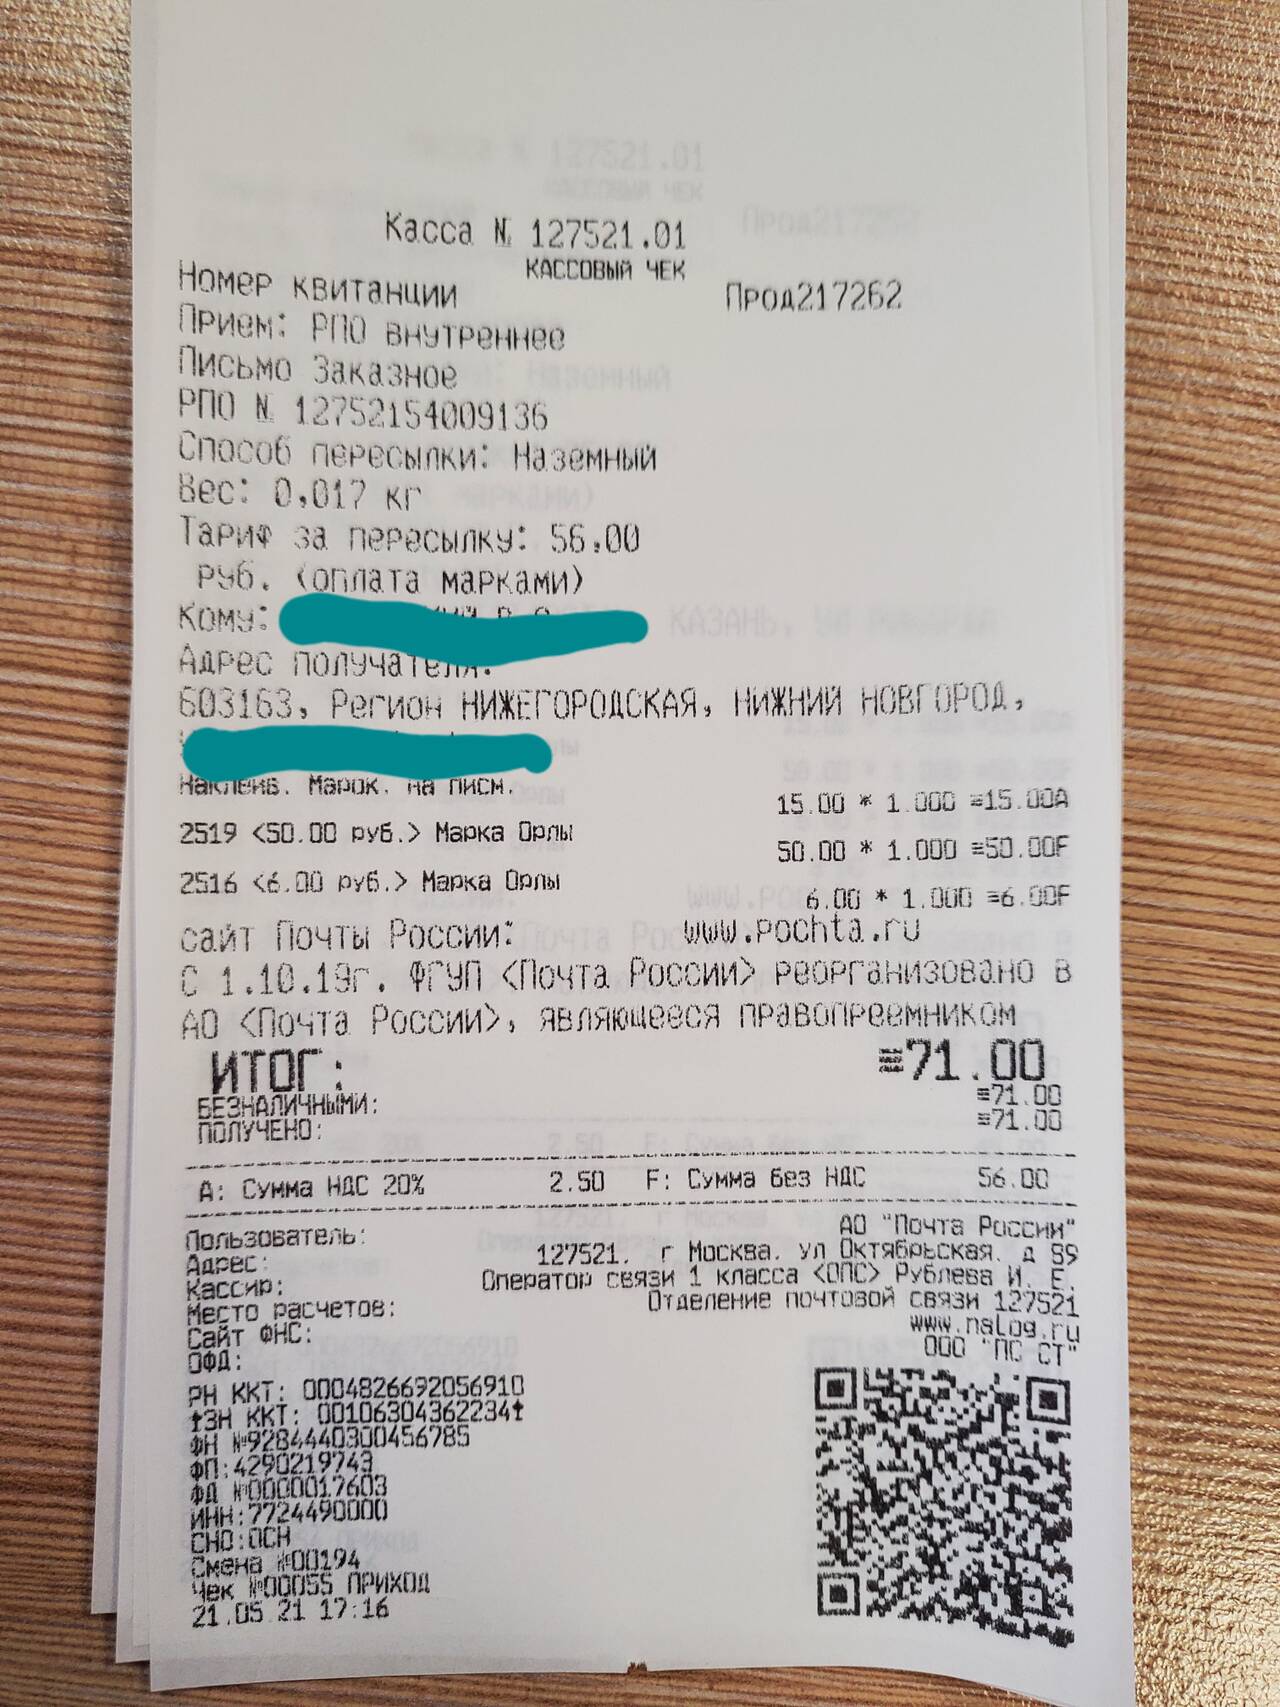 Касса № 127521.01
КАССОВЫЙ ЧЕК
Номер квитанции Прод217262
Прием: РПО внутреннее
Письмо Заказное
РПО № 12752154009136
Способ пересылки: Наземный
Вес: 0,017 кг
Тариф за пересылку: 56.00
руб. (оплата марками)
Кому:
Адрес получателя:
603163, Регион НИЖЕГОРОДСКАЯ, НИЖНИЙ НОВГОРОД,
Наклеив. Марок. на писм.
15.00 * 1.000 ≡15.00А
2519 <50.00 руб.> Марка Орлы
50.00 * 1.000 ≡50.00F
2516 <6.00 руб.> Марка Орлы
6.00 * 1.000 ≡6.00F
сайт Почты России: www.pochta.ru
С 1.10.19г. ФГУП <Почта России> реорганизовано в
АО <Почта России>, являющееся правопреемником
ИТОГ: ≡71.00
БЕЗНАЛИЧНЫМИ: ≡71.00
ПОЛУЧЕНО: ≡71.00
А: Сумма НДС 20% 2.50 F: Сумма без НДС 56.00
Пользователь: АО "Почта России"
Адрес: 127521, г Москва, ул Октябрьская, д 89
Кассир: Оператор связи 1 класса <ОПС> Рублева И. Е.
Место расчетов: Отделение почтовой связи 127521
Сайт ФНС: www.nalog.ru
ОФД: ООО "ПС СТ"
РН ККТ: 0004826692056910
↑ЗН ККТ: 00106304362234↑
ФН №9284440300456785
ФП:4290219743
ФД №0000017603
ИНН:7724490000
СНО:ОСН
Смена №00194
Чек №00055 ПРИХОД
21.05.21 17:16